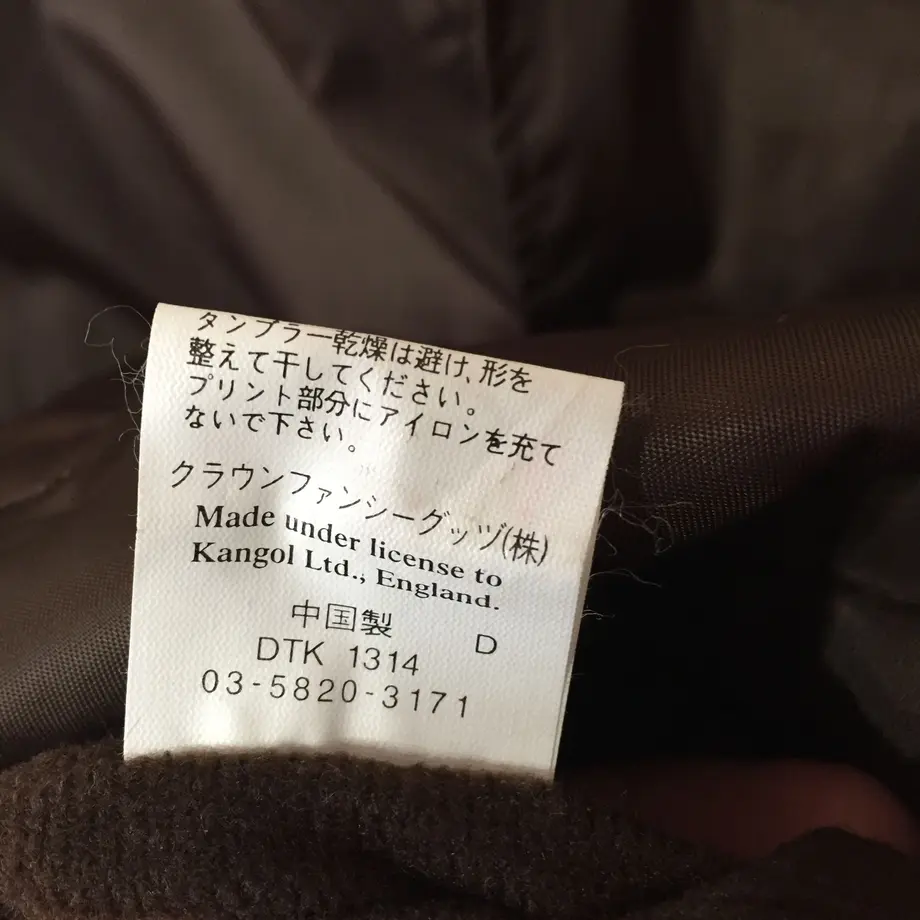 タンブラー乾燥は避け、形を
整えて干してください。
プリント部分にアイロンを充て
ないで下さい。
クラウンファンシーグッヅ(株)
Made under license to
Kangol Ltd., England.
中国製 D
DTK 1314
03-5820-3171